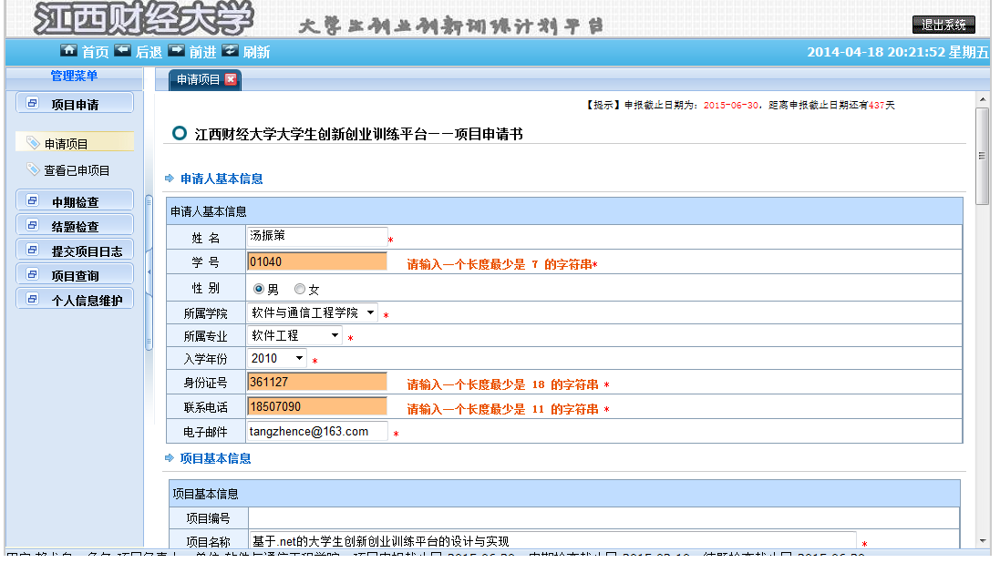 江西财经大学
大学生创业创新训练计划平台
退出系统
首页 后退 前进 刷新
2014-04-18 20:21:52 星期五
管理菜单
项目申请
申请项目
查看已申项目
中期检查
结题检查
提交项目日志
项目查询
个人信息维护
申请项目
【提示】申报截止日期为：2015-06-30，距离申报截止日期还有437天
江西财经大学大学生创新创业训练平台——项目申请书
申请人基本信息
申请人基本信息
姓 名 汤振策 *
学 号 01040 请输入一个长度最少是 7 的字符串*
性 别 男 女
所属学院 软件与通信工程学院 *
所属专业 软件工程 *
入学年份 2010 *
身份证号 361127 请输入一个长度最少是 18 的字符串 *
联系电话 18507090 请输入一个长度最少是 11 的字符串 *
电子邮件 tangzhence@163.com *
项目基本信息
项目基本信息
项目编号
项目名称 基于.net的大学生创新创业训练平台的设计与实现 *